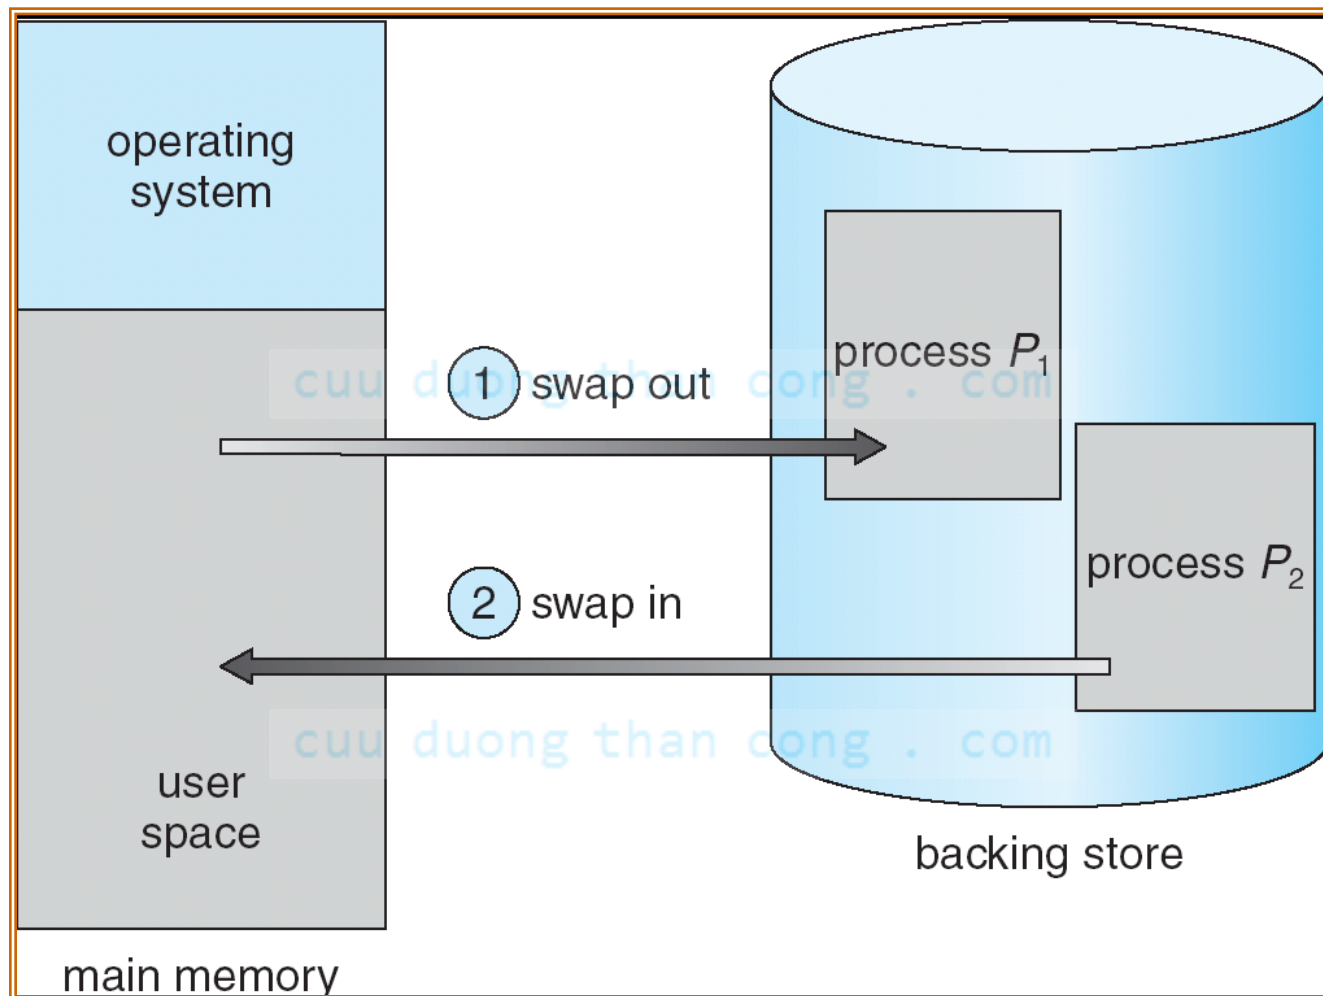 operating
system
process P₁
1 swap out
cuu duong than cong . com
process P₂
2 swap in
cuu duong than cong . com
user
space
backing store
main memory